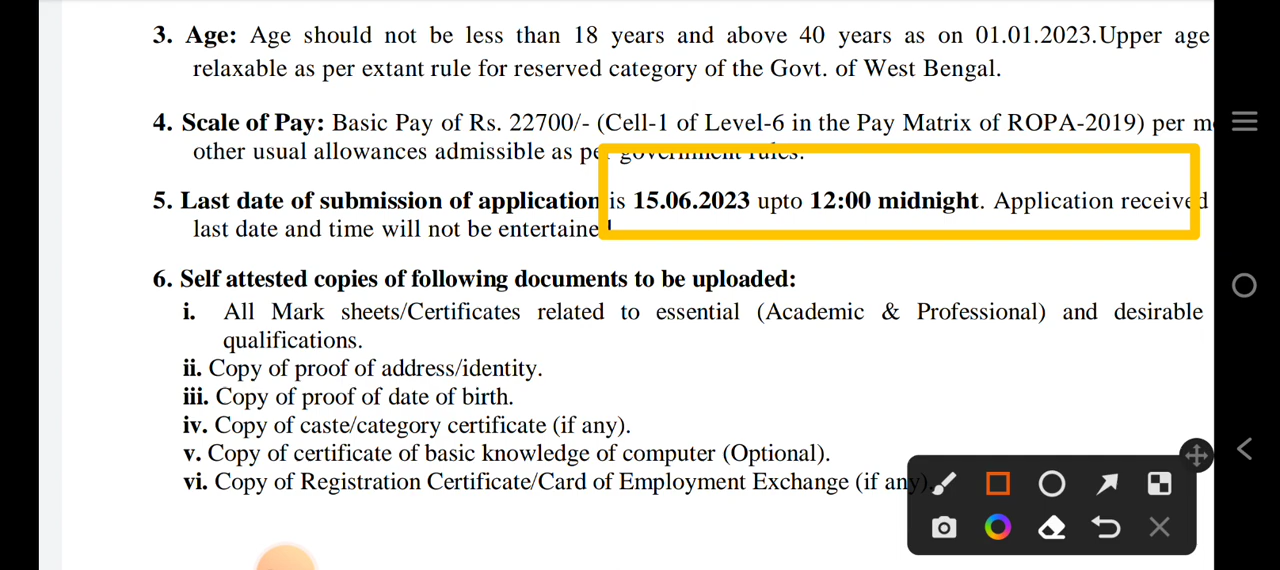 3. Age: Age should not be less than 18 years and above 40 years as on 01.01.2023.Upper age
relaxable as per extant rule for reserved category of the Govt. of West Bengal.
4. Scale of Pay: Basic Pay of Rs. 22700/- (Cell-1 of Level-6 in the Pay Matrix of ROPA-2019) per
other usual allowances admissible as per government rules.
5. Last date of submission of application is 15.06.2023 upto 12:00 midnight. Application received
last date and time will not be entertained
6. Self attested copies of following documents to be uploaded:
i. All Mark sheets/Certificates related to essential (Academic & Professional) and desirable
qualifications.
ii. Copy of proof of address/identity.
iii. Copy of proof of date of birth.
iv. Copy of caste/category certificate (if any).
v. Copy of certificate of basic knowledge of computer (Optional).
vi. Copy of Registration Certificate/Card of Employment Exchange (if any).